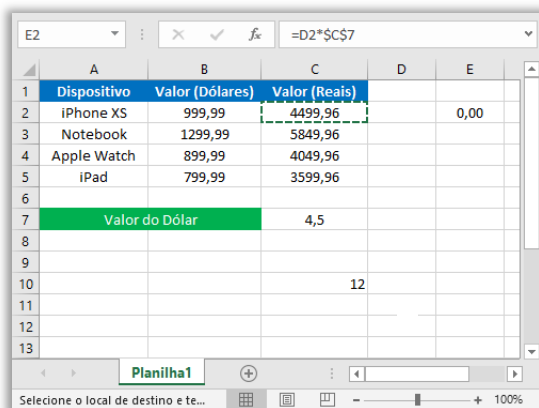 E2 fx =D2*$C$7
A B C D E
1 Dispositivo Valor (Dólares) Valor (Reais)
2 iPhone XS 999,99 4499,96 0,00
3 Notebook 1299,99 5849,96
4 Apple Watch 899,99 4049,96
5 iPad 799,99 3599,96
6
7 Valor do Dólar 4,5
8
9
10 12
11
12
13
Planilha1
Selecione o local de destino e te... 100%